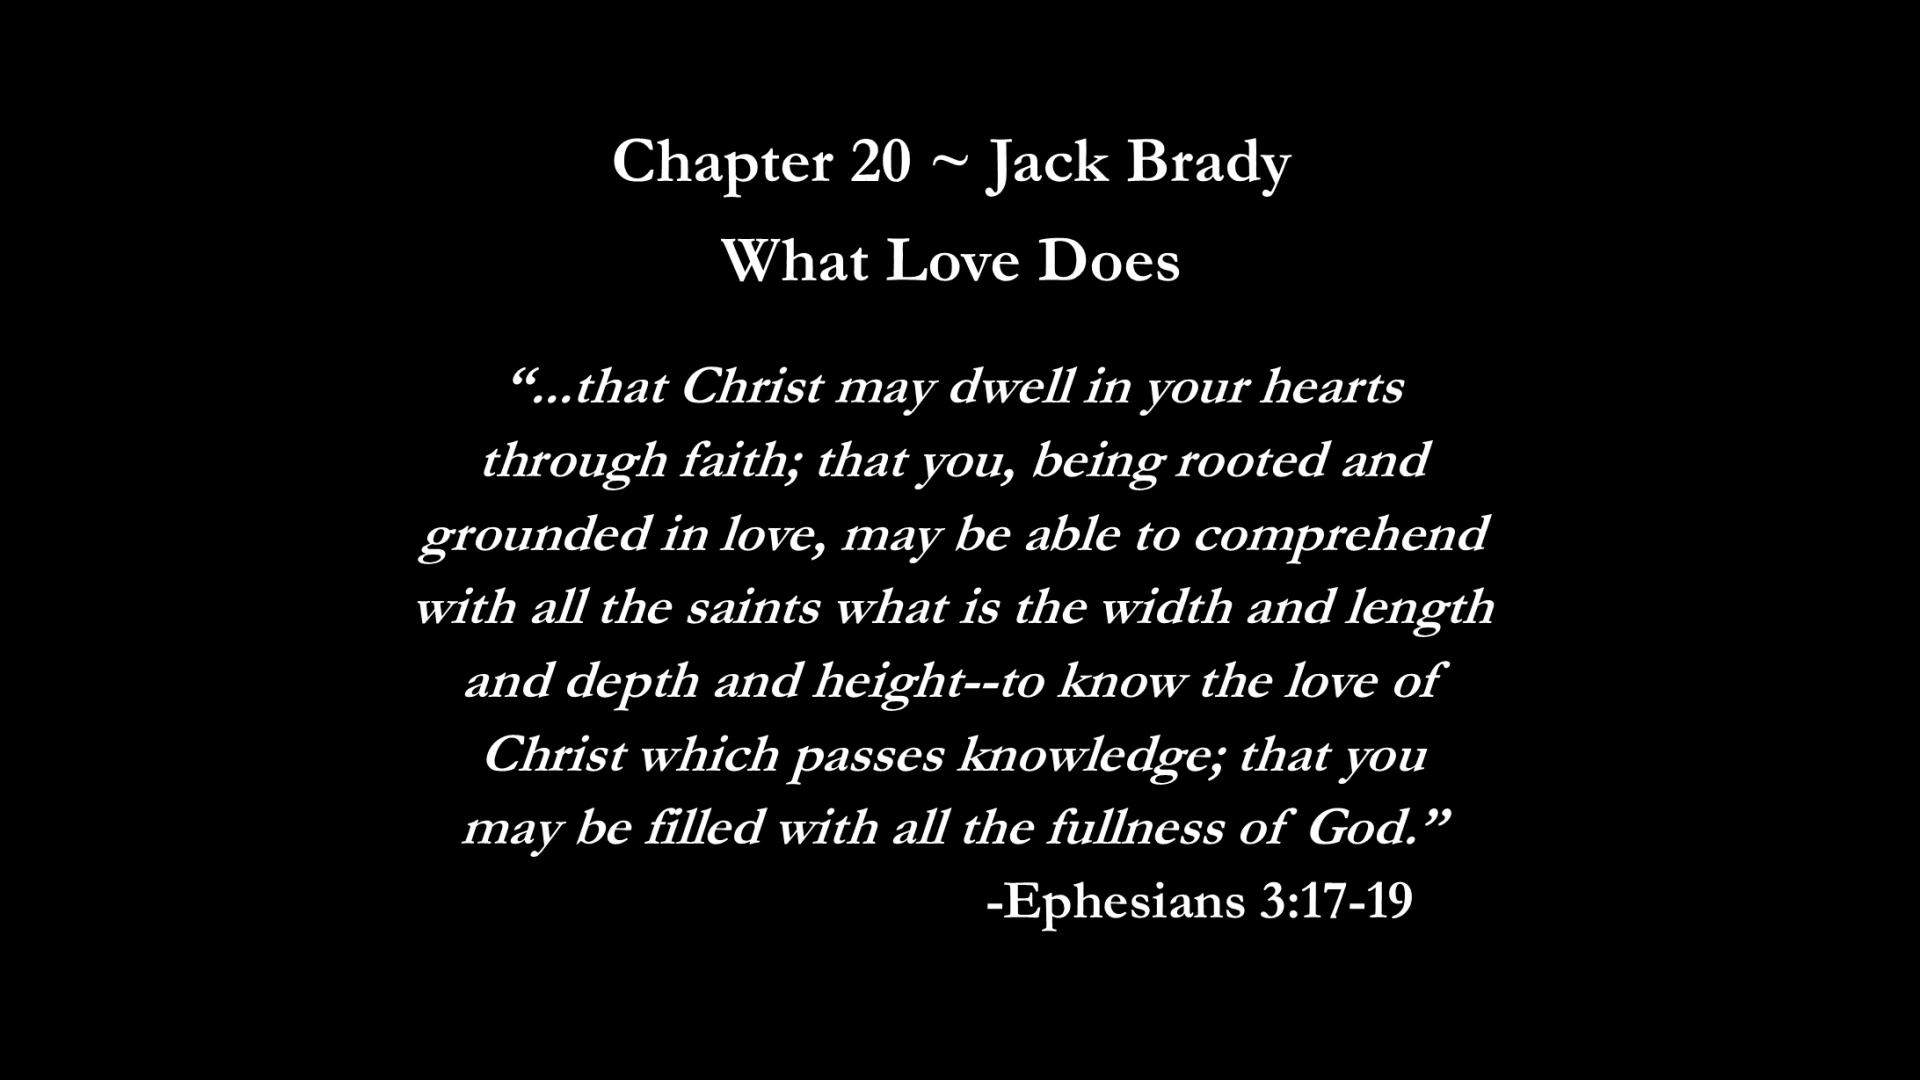 Chapter 20 ~ Jack Brady
What Love Does
“...that Christ may dwell in your hearts
through faith; that you, being rooted and
grounded in love, may be able to comprehend
with all the saints what is the width and length
and depth and height--to know the love of
Christ which passes knowledge; that you
may be filled with all the fullness of God.”
-Ephesians 3:17-19